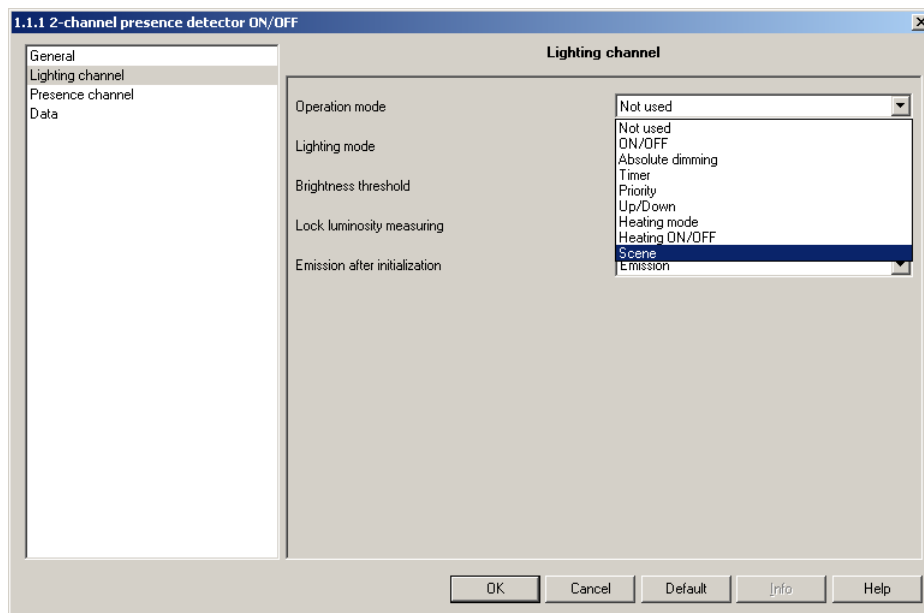 1.1.1 2-channel presence detector ON/OFF
General
Lighting channel
Presence channel
Data
Lighting channel
Operation mode
Not used
Not used
ON/OFF
Absolute dimming
Timer
Priority
Up/Down
Heating mode
Heating ON/OFF
Scene
Lighting mode
Brightness threshold
Lock luminosity measuring
Emission after initialization
Emission
OK
Cancel
Default
Info
Help